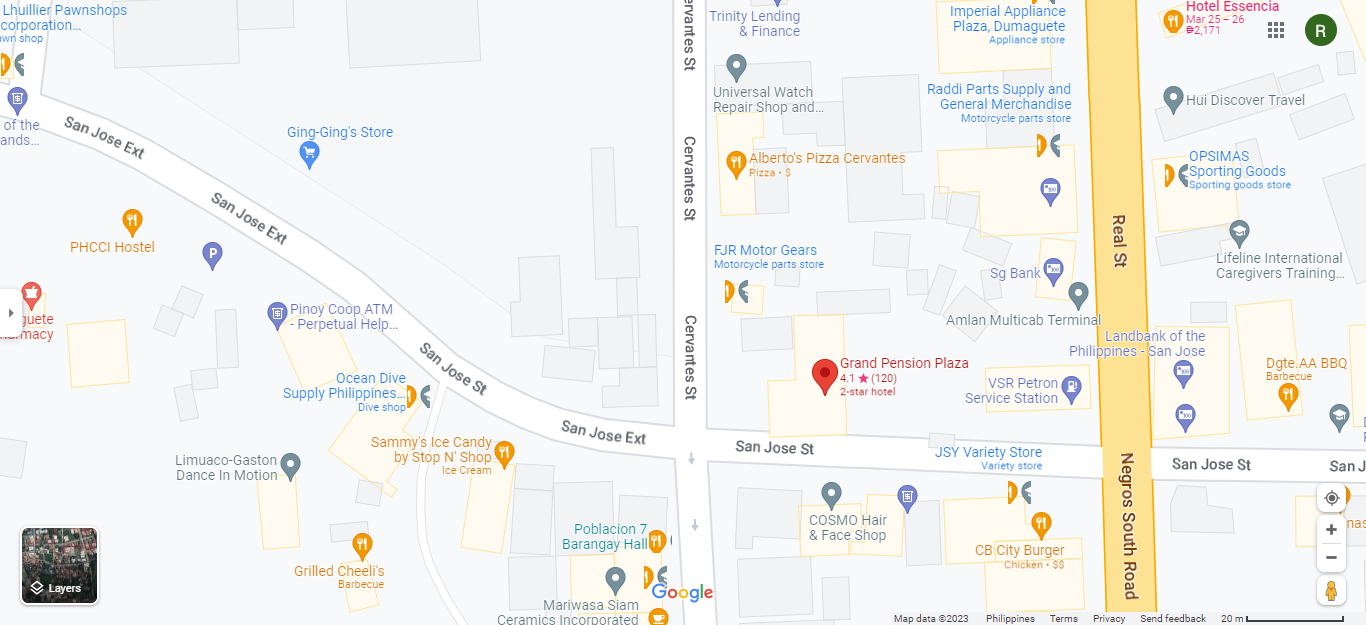 Lhuillier Pawnshops
corporation...
awn shop
of the
ands...
San Jose Ext
Ging-Ging's Store
San Jose Ext
PHCCI Hostel
P
Pinoy Coop ATM
- Perpetual Help...
San Jose St
Ocean Dive
Supply Philippines...
Dive shop
Sammy's Ice Candy
by Stop N' Shop
Ice Cream
San Jose Ext
Limuaco-Gaston
Dance In Motion
Grilled Cheeli's
Barbecue
Poblacion 7
Barangay Hall
Mariwasa Siam
Ceramics Incorporated
Layers
Google
Cervantes St
Cervantes St
Cervantes St
Trinity Lending
& Finance
Universal Watch
Repair Shop and...
Alberto's Pizza Cervantes
Pizza • $
FJR Motor Gears
Motorcycle parts store
Grand Pension Plaza
4.1 ★ (120)
2-star hotel
San Jose St
COSMO Hair
& Face Shop
Imperial Appliance
Plaza, Dumaguete
Appliance store
Raddi Parts Supply and
General Merchandise
Motorcycle parts store
Sg Bank
Amlan Multicab Terminal
VSR Petron
Service Station
JSY Variety Store
Variety store
CB City Burger
Chicken • $$
Real St
Negros South Road
Hotel Essencia
Mar 25 – 26
₱2,171
R
Hui Discover Travel
OPSIMAS
Sporting Goods
Sporting goods store
Lifeline International
Caregivers Training...
Landbank of the
Philippines - San Jose
Dgte.AA BBQ
Barbecue
San Jose St
San J
Map data ©2023
Philippines
Terms
Privacy
Send feedback
20 m